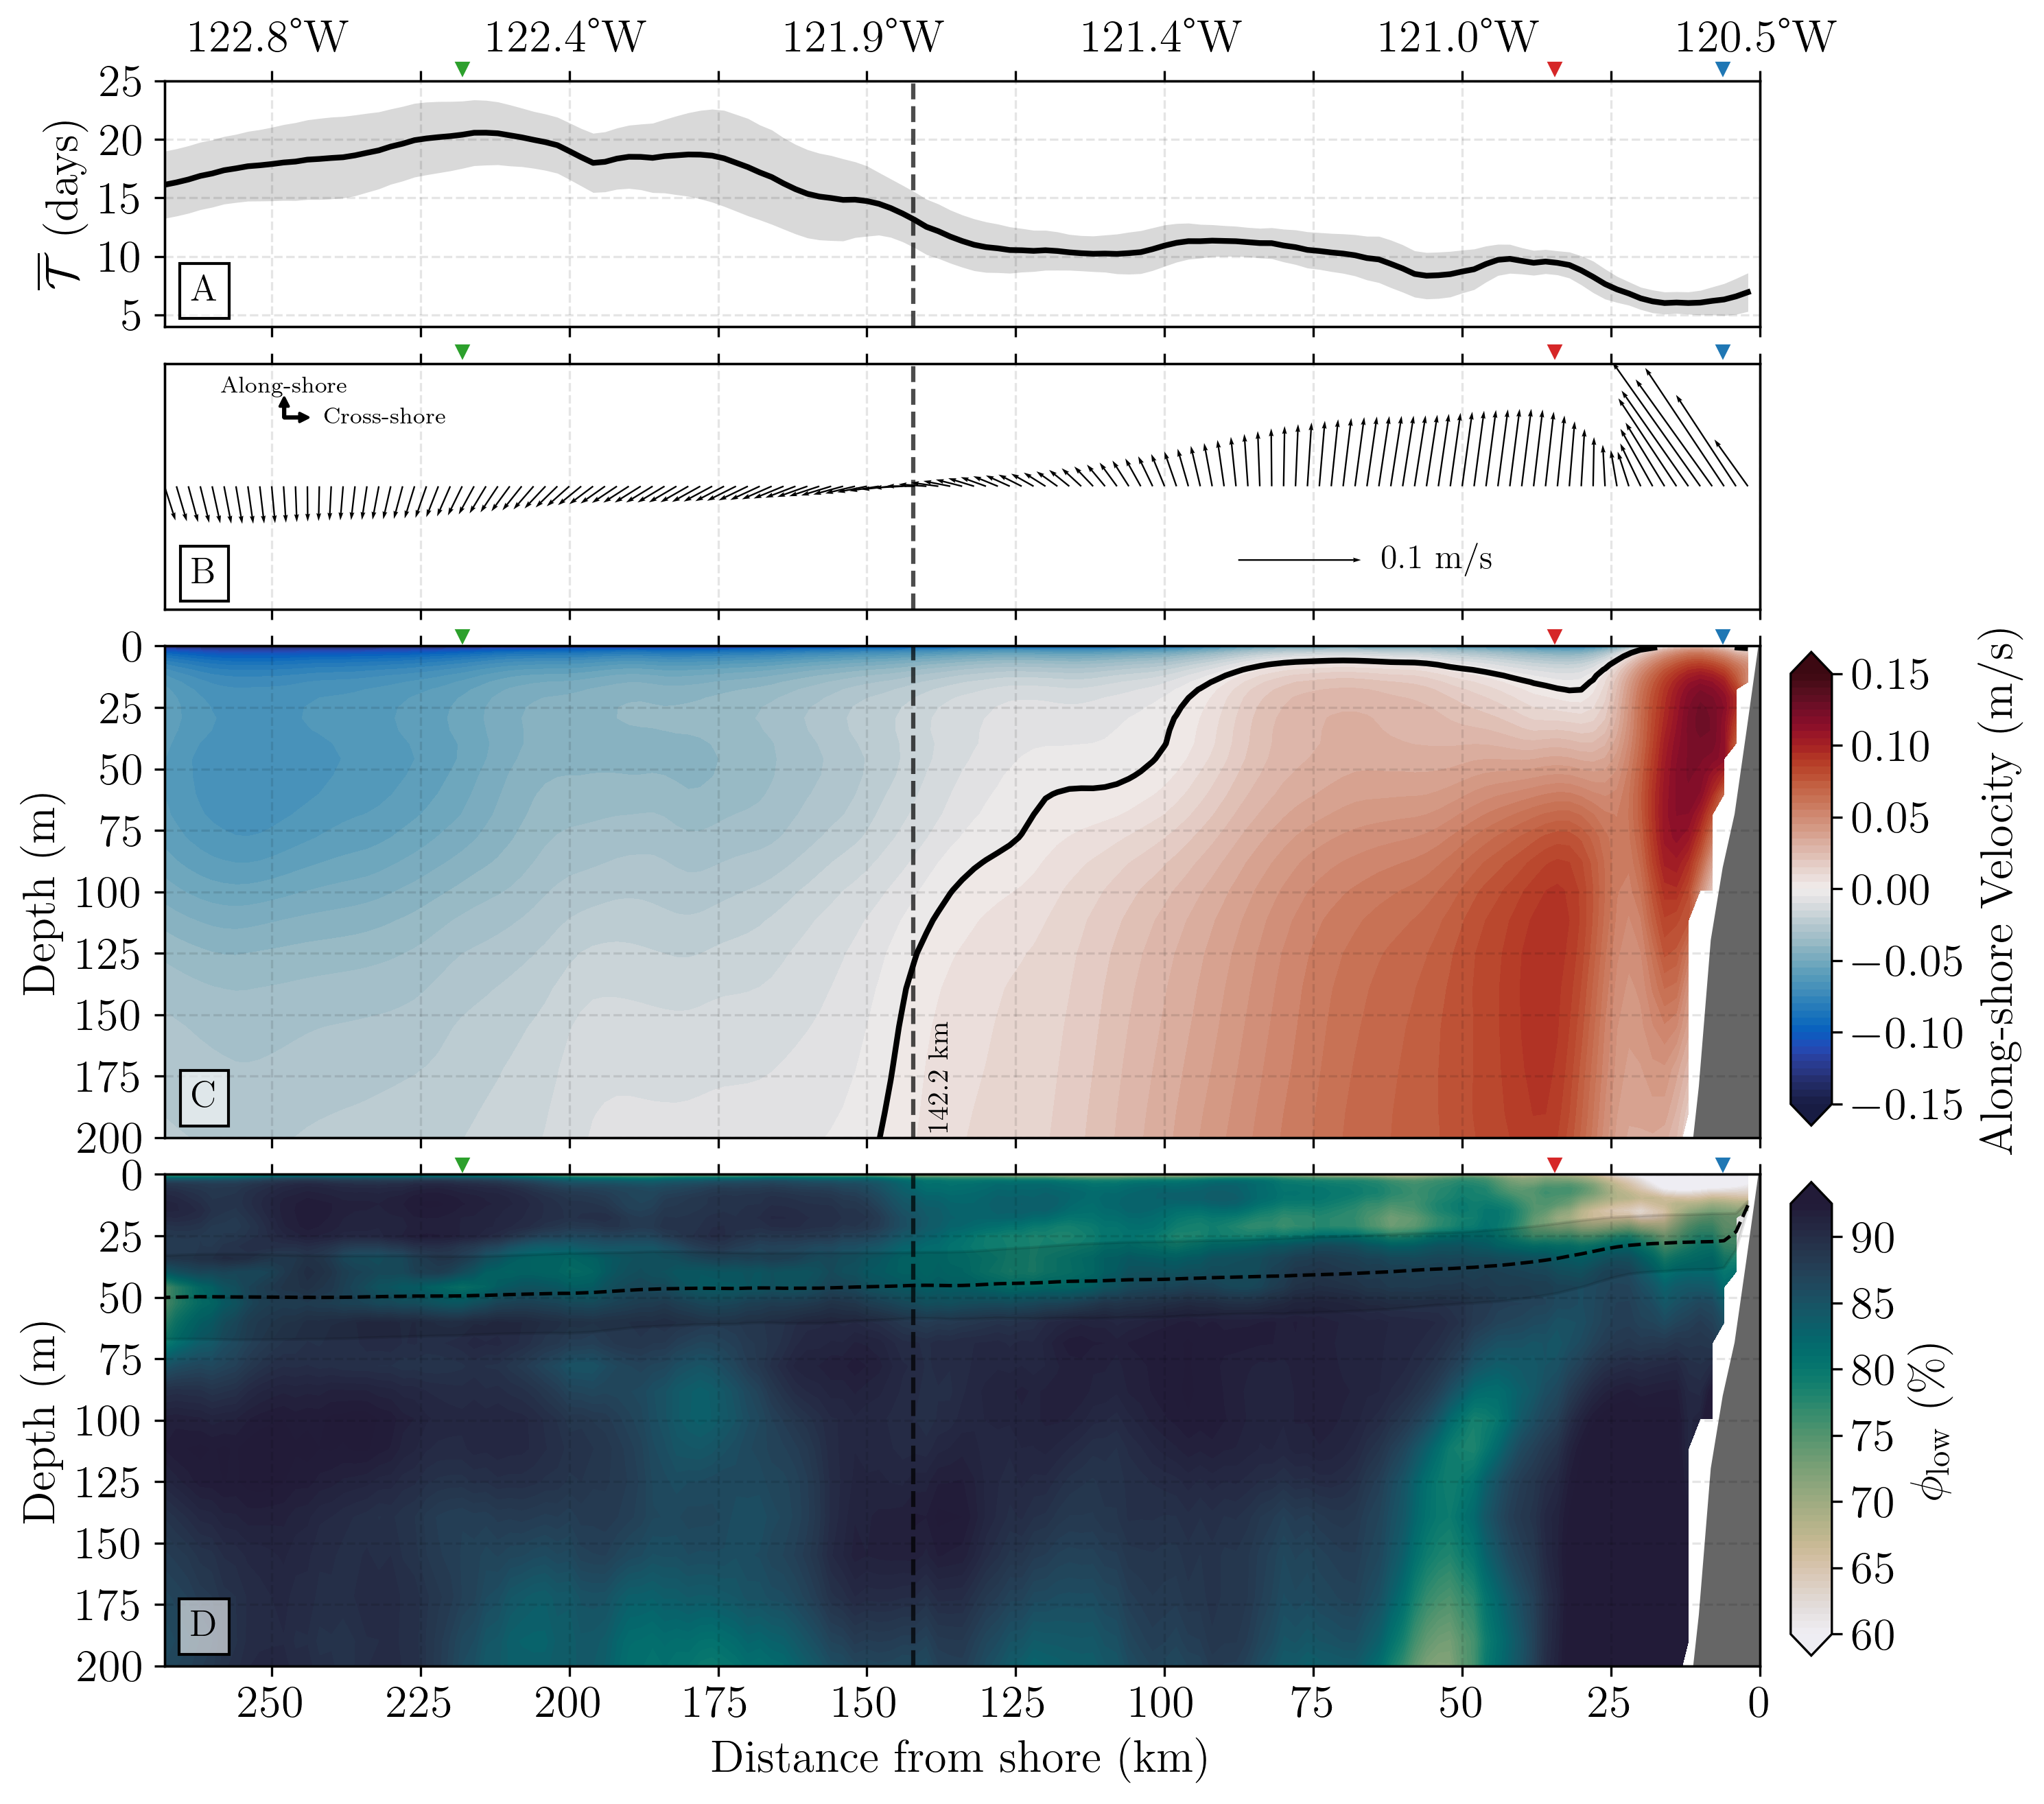 122.8°W 122.4°W 121.9°W 121.4°W 121.0°W 120.5°W
25
20
15
10
5
𝒯̅ (days)
A
Along-shore
Cross-shore
0.1 m/s
B
0
25
50
75
100
125
150
175
200
Depth (m)
142.2 km
C
0.15
0.10
0.05
0.00
−0.05
−0.10
−0.15
Along-shore Velocity (m/s)
0
25
50
75
100
125
150
175
200
Depth (m)
D
90
85
80
75
70
65
60
ϕlow (%)
250 225 200 175 150 125 100 75 50 25 0
Distance from shore (km)